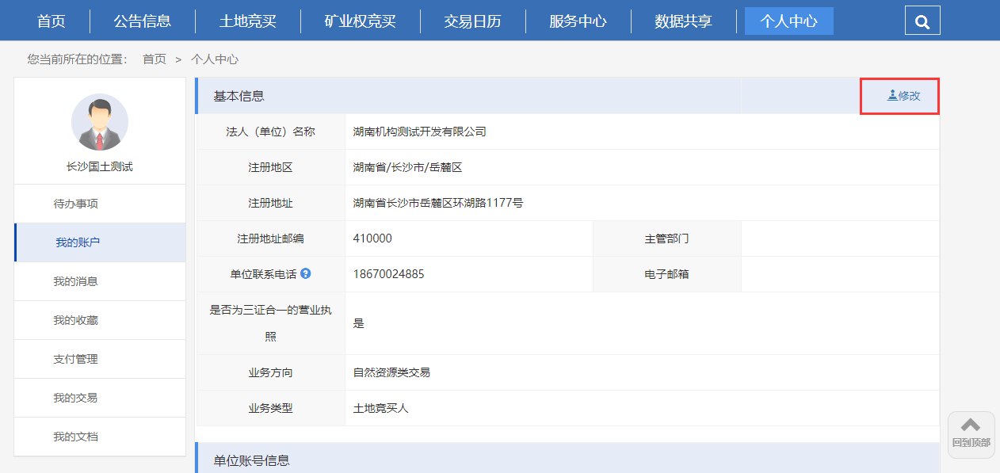 首页 公告信息 土地竞买 矿业权竞买 交易日历 服务中心 数据共享 个人中心
您当前所在的位置： 首页 > 个人中心
长沙国土测试
待办事项
我的账户
我的消息
我的收藏
支付管理
我的交易
我的文档
基本信息 修改
法人（单位）名称 湖南机构测试开发有限公司
注册地区 湖南省/长沙市/岳麓区
注册地址 湖南省长沙市岳麓区环湖路1177号
注册地址邮编 410000 主管部门
单位联系电话 18670024885 电子邮箱
是否为三证合一的营业执
照
是
业务方向 自然资源类交易
业务类型 土地竞买人
单位账号信息
回到顶部